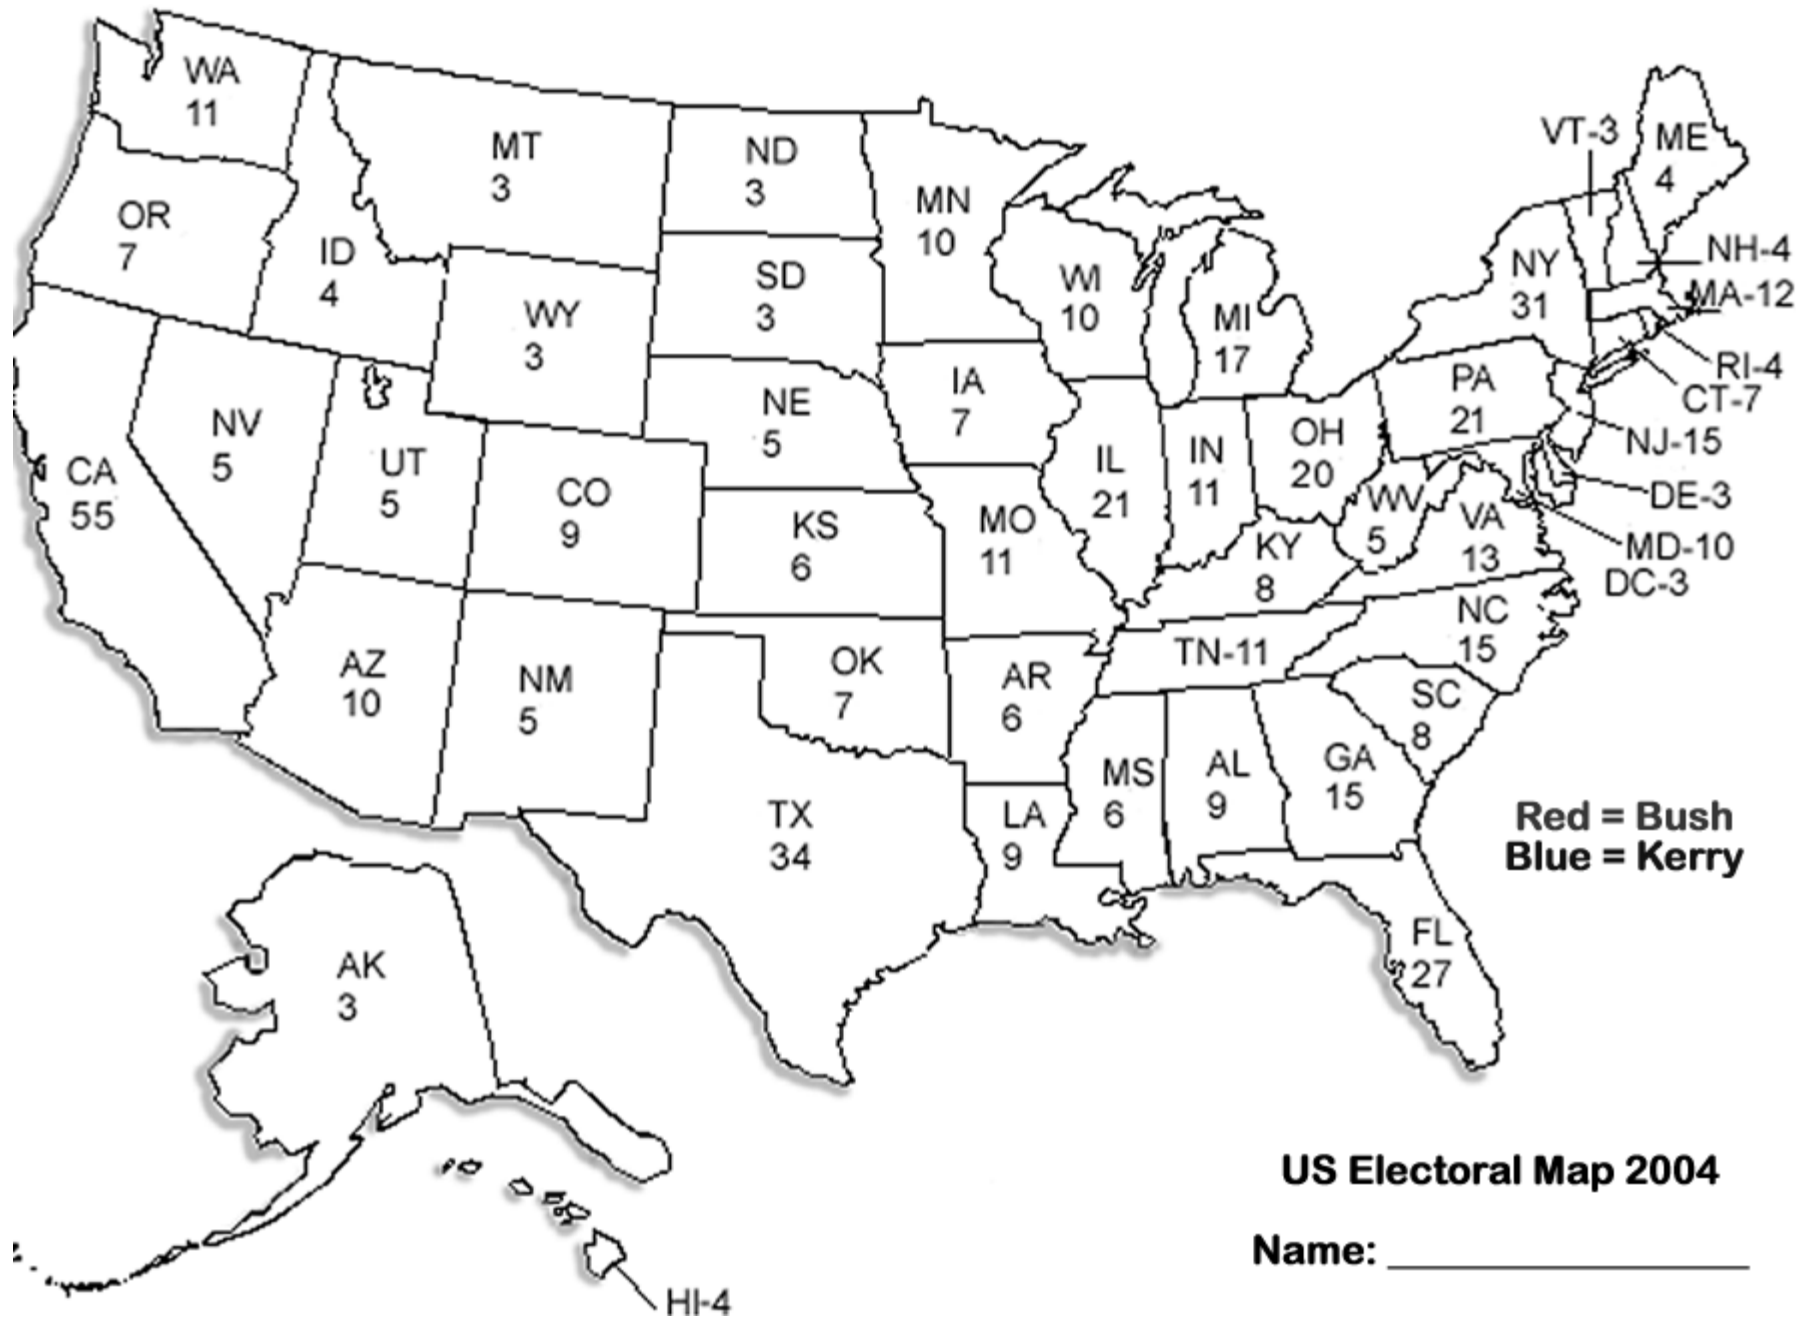 WA
11
MT
3
ND
3
MN
10
VT-3
ME
4
OR
7
ID
4
WY
3
SD
3
WI
10
MI
17
NY
31
NH-4
MA-12
RI-4
CT-7
NJ-15
DE-3
MD-10
DC-3
CA
55
NV
5
UT
5
CO
9
NE
5
KS
6
IA
7
MO
11
IL
21
IN
11
OH
20
PA
21
WV
5
VA
13
KY
8
NC
15
TN-11
SC
8
AZ
10
NM
5
OK
7
AR
6
TX
34
LA
9
MS
6
AL
9
GA
15
FL
27
Red = Bush
Blue = Kerry
AK
3
HI-4
US Electoral Map 2004
Name: ____________________